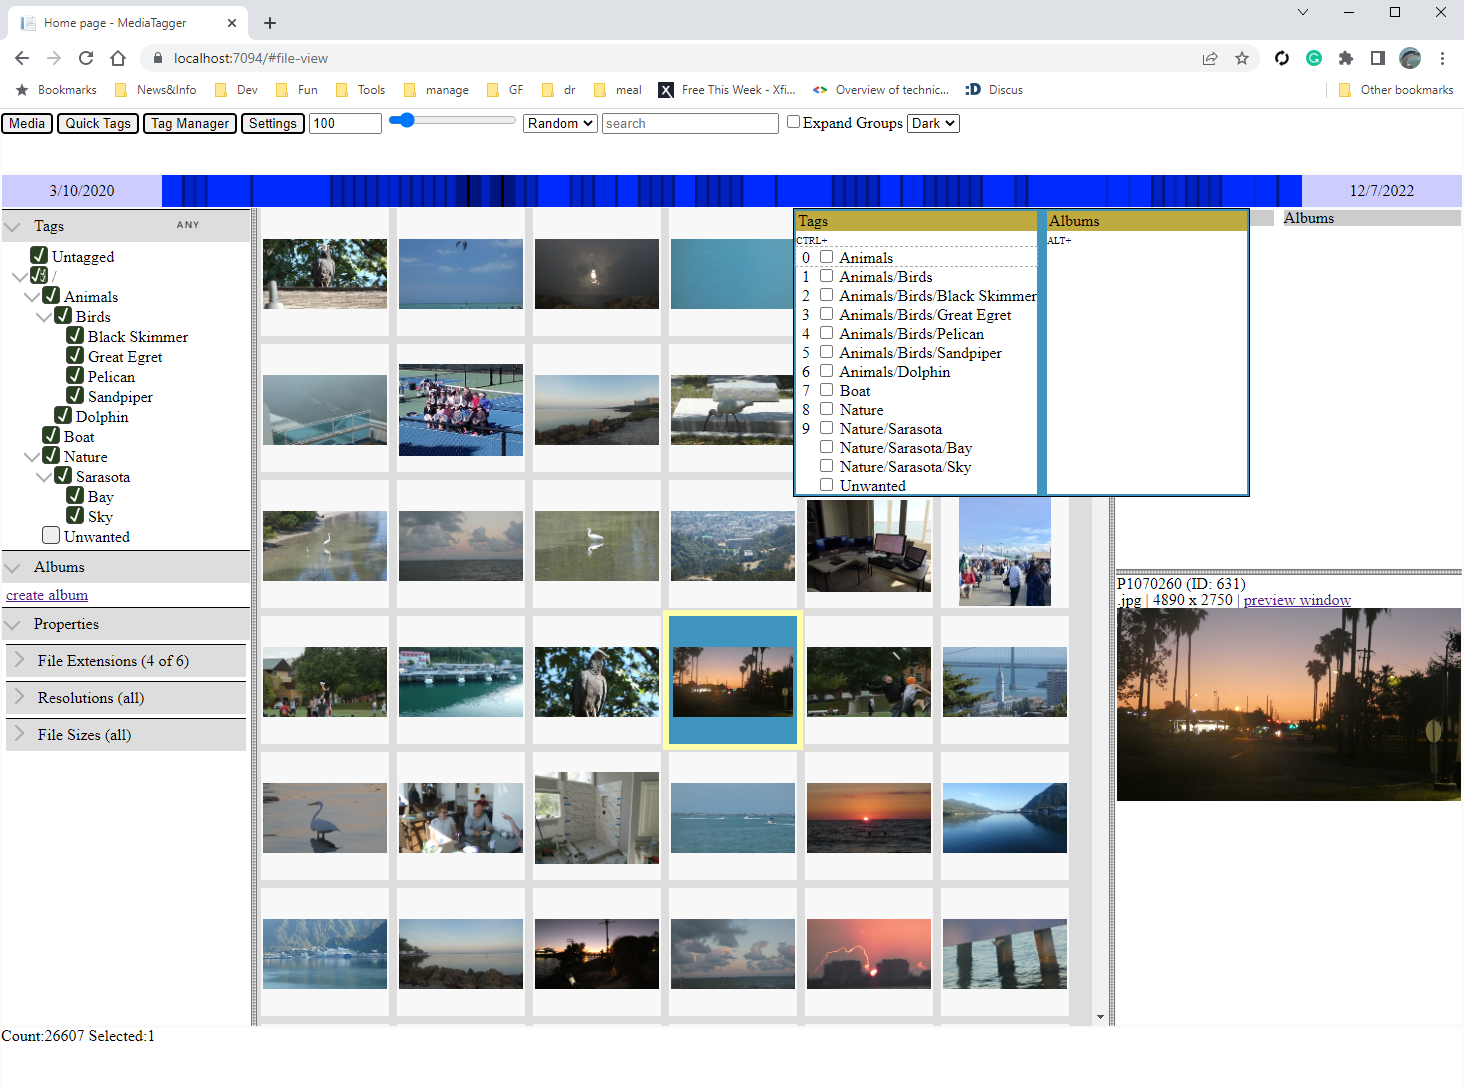 Home page - MediaTagger
localhost:7094/#file-view
Bookmarks News&Info Dev Fun Tools manage GF dr meal Free This Week - Xfi... Overview of technic... Discus Other bookmarks
Media Quick Tags Tag Manager Settings 100 Random search Expand Groups Dark
3/10/2020 12/7/2022
Tags ANY
Untagged
/
Animals
Birds
Black Skimmer
Great Egret
Pelican
Sandpiper
Dolphin
Boat
Nature
Sarasota
Bay
Sky
Unwanted
Albums
create album
Properties
File Extensions (4 of 6)
Resolutions (all)
File Sizes (all)
Tags Albums
CTRL+ ALT+
0 Animals
1 Animals/Birds
2 Animals/Birds/Black Skimmer
3 Animals/Birds/Great Egret
4 Animals/Birds/Pelican
5 Animals/Birds/Sandpiper
6 Animals/Dolphin
7 Boat
8 Nature
9 Nature/Sarasota
Nature/Sarasota/Bay
Nature/Sarasota/Sky
Unwanted
Albums
P1070260 (ID: 631)
.jpg | 4890 x 2750 | preview window
Count:26607 Selected:1